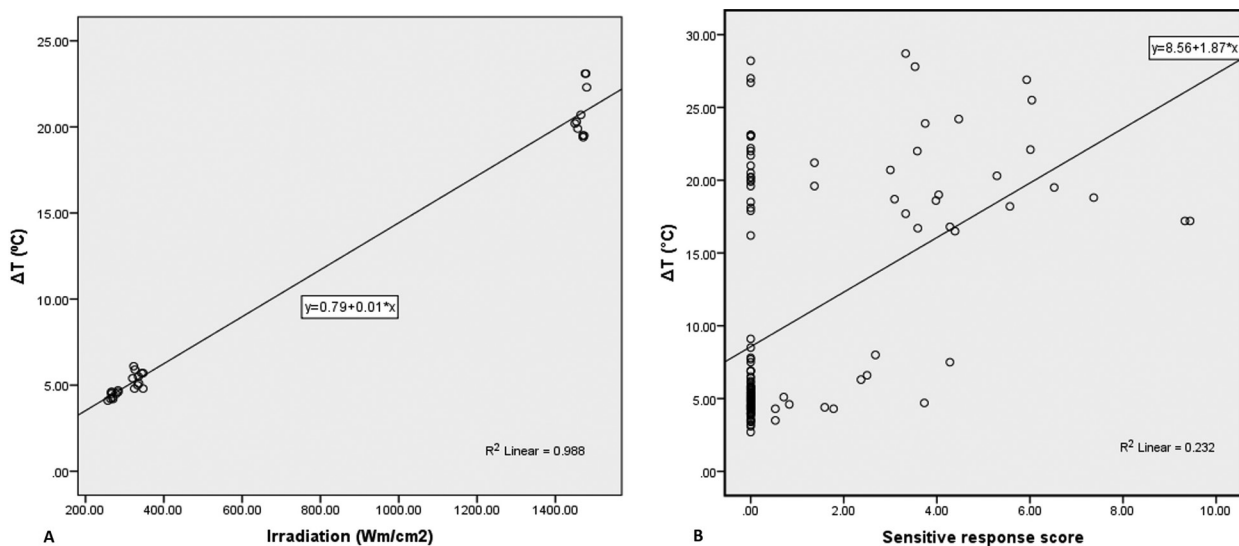 25.00
20.00
15.00
10.00
5.00
.00
ΔT (ºC)
y=0.79+0.01*x
R2 Linear = 0.988
200.00 400.00 600.00 800.00 1000.00 1200.00 1400.00
A Irradiation (Wm/cm2)
30.00
25.00
20.00
15.00
10.00
5.00
.00
ΔT (°C)
y=8.56+1.87*x
R2 Linear = 0.232
.00 2.00 4.00 6.00 8.00 10.00
B Sensitive response score